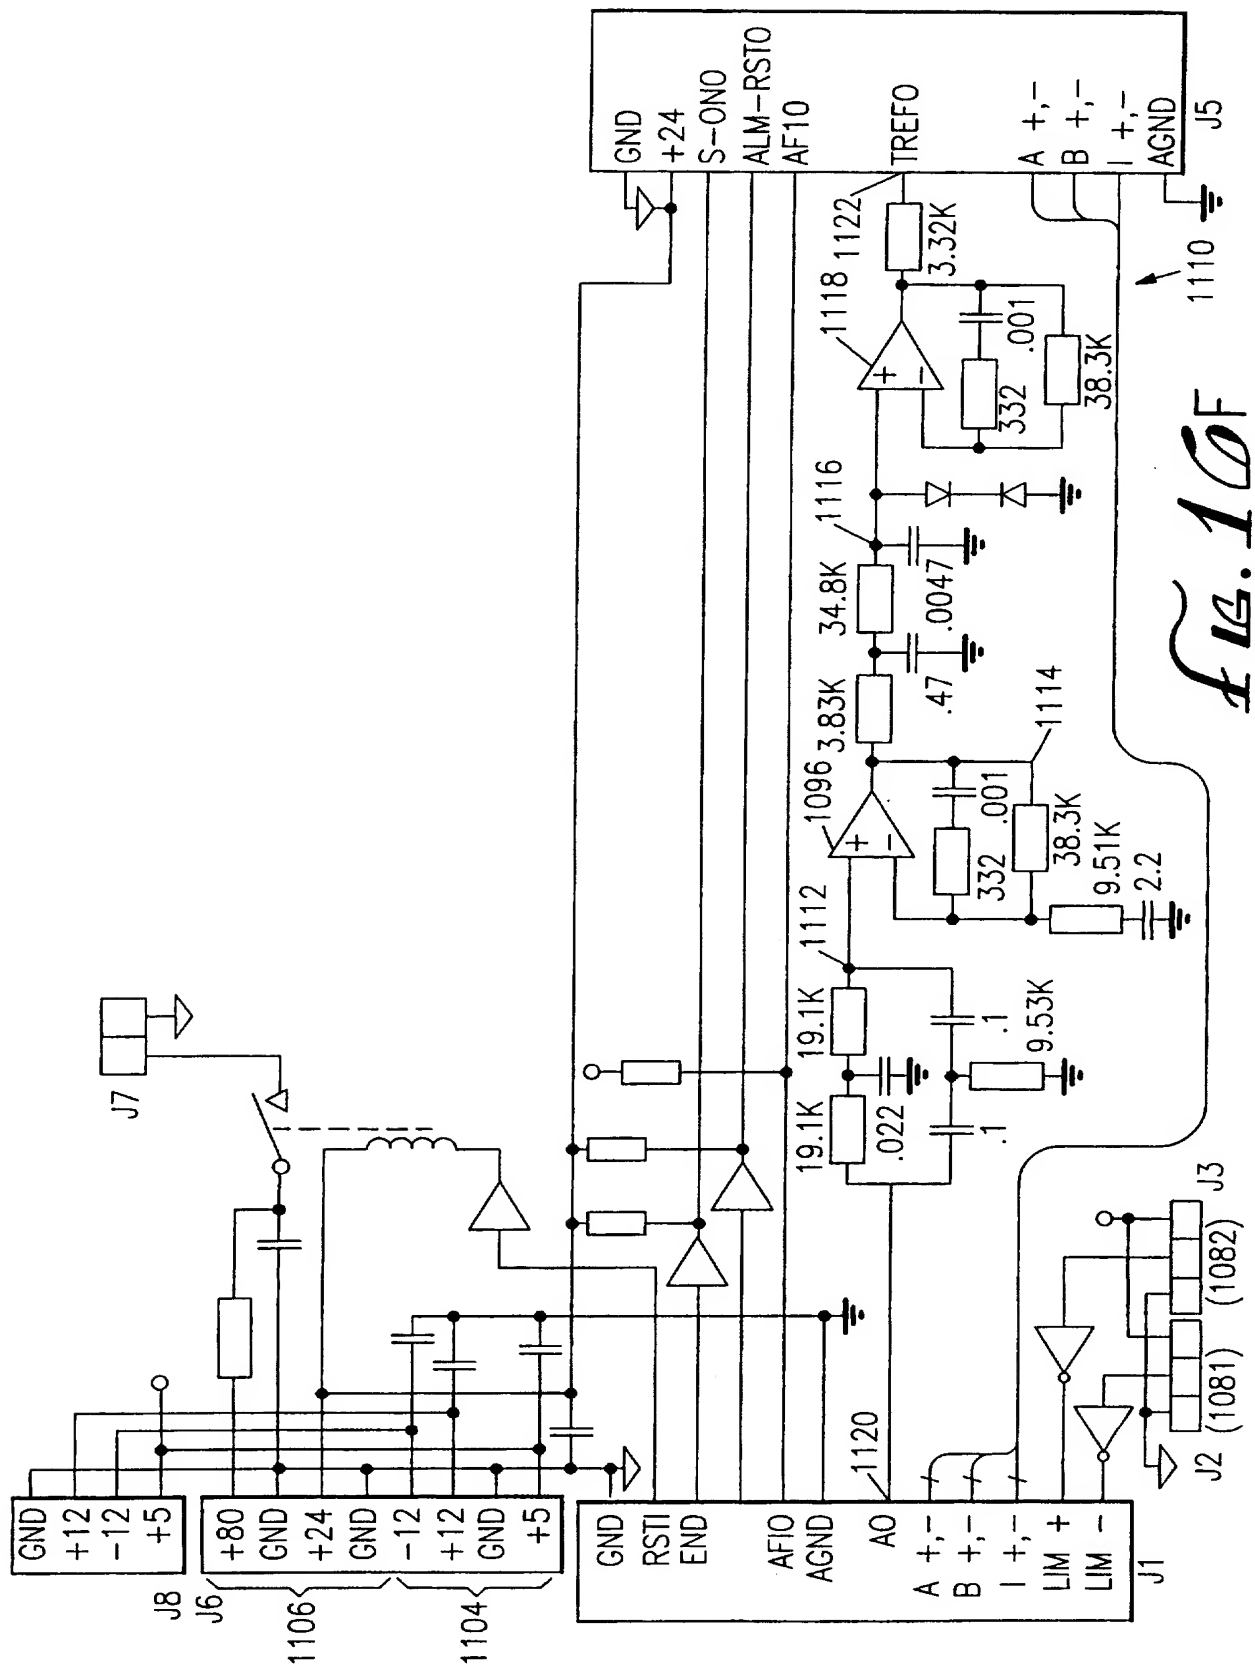 J8
GND
+12
-12
+5
J6
+80
GND
+24
GND
-12
+12
GND
+5
1106
1104
J7
J1
GND
RSTI
END
AFIO
AGND
AO
A +,-
B +,-
I +,-
LIM +
LIM -
1120
J2
(1081)
J3
(1082)
19.1K
19.1K
.022
.1
.1
9.53K
1112
1096
332
.001
38.3K
9.51K
2.2
1114
3.83K
.47
34.8K
.0047
1116
1118
332
.001
38.3K
3.32K
1122
1110
J5
GND
+24
S-ONO
ALM-RSTO
AF10
TREFO
A +,-
B +,-
I +,-
AGND
FIG. 16F